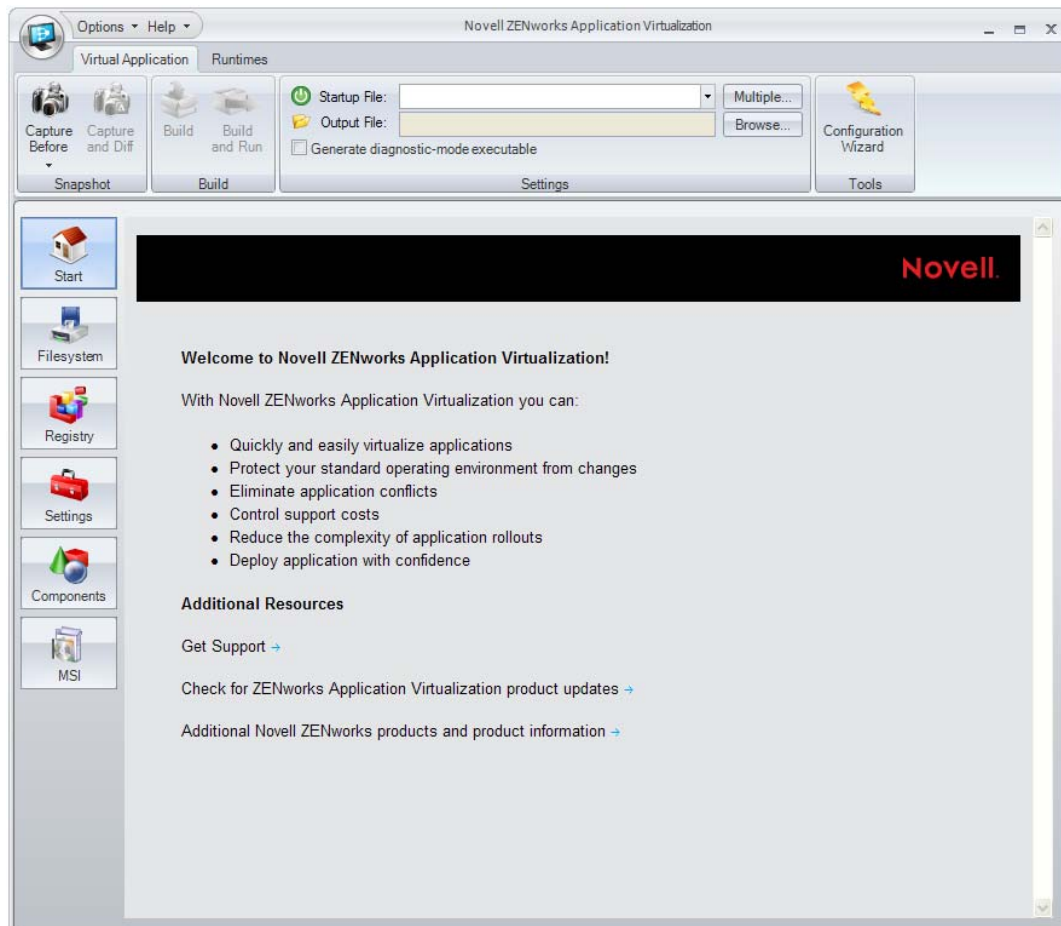 Options Help Novell ZENworks Application Virtualization
Virtual Application Runtimes
Capture Before
Capture and Diff
Snapshot
Build
Build and Run
Build
Startup File: Multiple...
Output File: Browse...
Generate diagnostic-mode executable
Settings
Configuration Wizard
Tools
Start
Filesystem
Registry
Settings
Components
MSI
Novell.
Welcome to Novell ZENworks Application Virtualization!
With Novell ZENworks Application Virtualization you can:
• Quickly and easily virtualize applications
• Protect your standard operating environment from changes
• Eliminate application conflicts
• Control support costs
• Reduce the complexity of application rollouts
• Deploy application with confidence
Additional Resources
Get Support →
Check for ZENworks Application Virtualization product updates →
Additional Novell ZENworks products and product information →